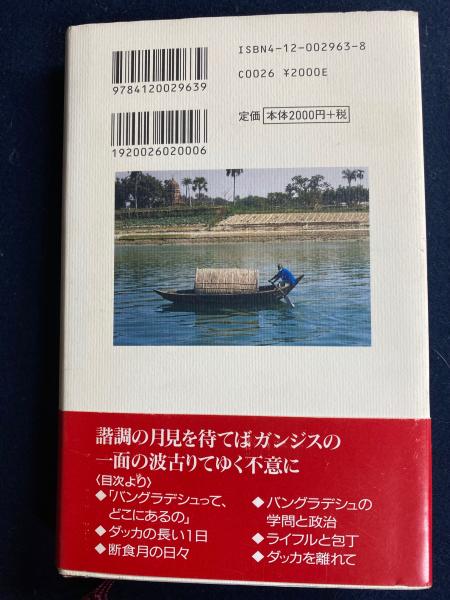 ISBN4-12-002963-8
C0026 ¥2000E
9784120029639
定価 本体2000円+税
1920026020006
諧調の月見を待てばガンジスの
一面の波古りてゆく不意に
〈目次より〉
◆「バングラデシュって、
どこにあるの」
◆ダッカの長い1日
◆断食月の日々
◆バングラデシュの
学問と政治
◆ライフルと包丁
◆ダッカを離れて